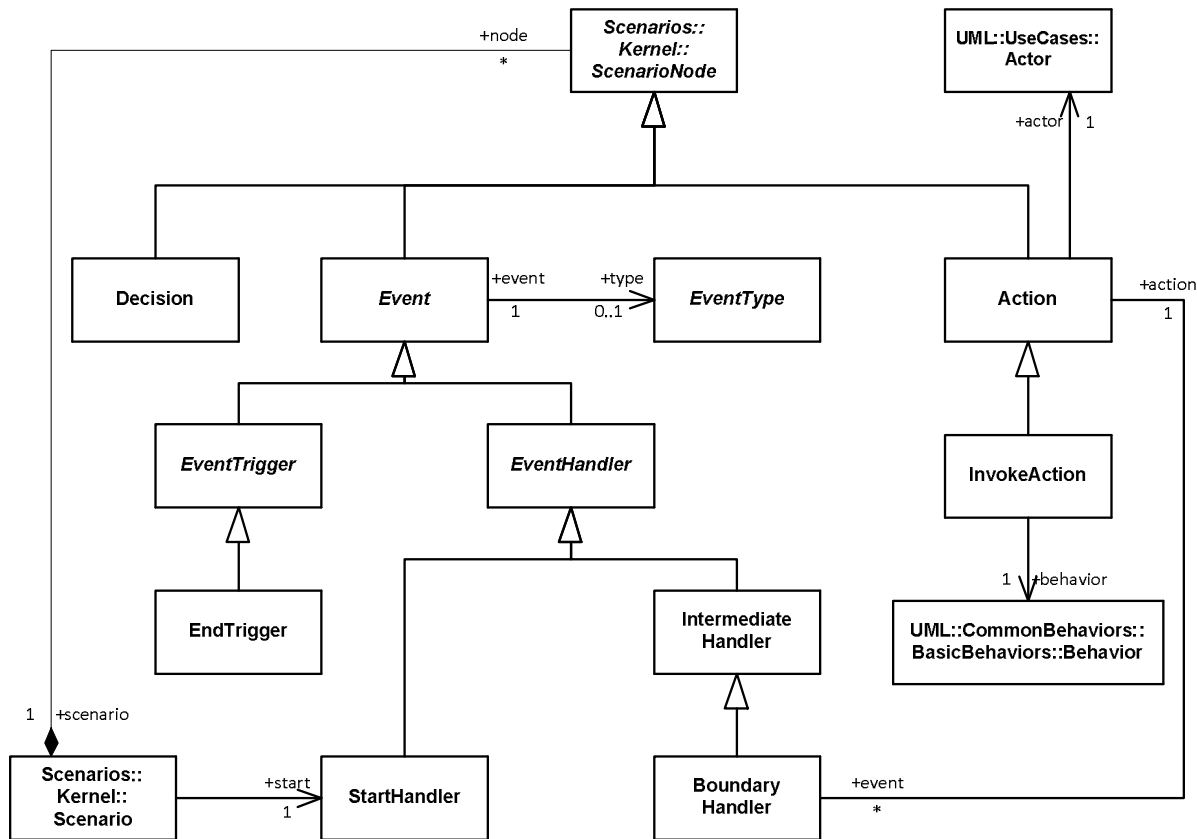 +node
*
Scenarios::
Kernel::
ScenarioNode
UML::UseCases::
Actor
+actor
1
Decision
Event
+event
1
+type
0..1
EventType
Action
+action
1
EventTrigger
EventHandler
InvokeAction
1
+behavior
EndTrigger
Intermediate
Handler
UML::CommonBehaviors::
BasicBehaviors::Behavior
1
+scenario
Scenarios::
Kernel::
Scenario
+start
1
StartHandler
Boundary
Handler
+event
*